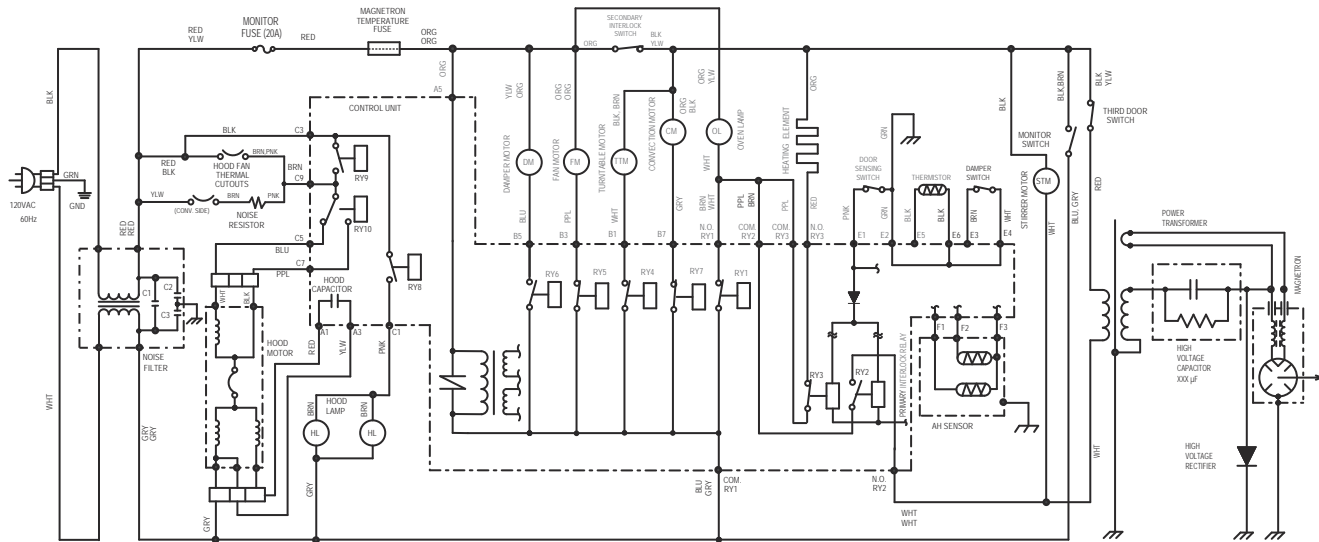 RED
YLW
MONITOR
FUSE (20A)
RED
MAGNETRON
TEMPERATURE
FUSE
ORG
ORG
SECONDARY
INTERLOCK
SWITCH
ORG
BLK
YLW
BLK
GRN
GND
120VAC
60Hz
WHT
ORG
A5
CONTROL UNIT
BLK
C3
RED
BLK
BRN,PNK
HOOD FAN
THERMAL
CUTOUTS
BRN
C9
YLW
(CONV. SIDE)
BRN
PNK
NOISE
RESISTOR
RY9
RY10
C5
BLU
C7
PPL
RED
RED
C1
C2
C3
NOISE
FILTER
GRY
GRY
WHT
BLK
HOOD
MOTOR
HOOD
CAPACITOR
A1
A3
C1
RED
YLW
PNK
RY8
BRN
HOOD
LAMP
BRN
HL
HL
GRY
GRY
YLW
ORG
DAMPER MOTOR
DM
BLU
B5
ORG
ORG
FAN MOTOR
FM
PPL
B3
BLK, BRN
TURNTABLE MOTOR
TTM
WHT
B1
ORG
BLK
CONVECTION MOTOR
CM
GRY
B7
ORG
YLW
OVEN LAMP
OL
WHT
BRN
WHT
N.O.
RY1
PPL
BRN
COM.
RY2
ORG
HEATING ELEMENT
PPL
COM.
RY3
RED
N.O.
RY3
DOOR
SENSING
SWITCH
PNK
E1
GRN
GRN
E2
THERMISTOR
BLK
E5
BLK
E6
DAMPER
SWITCH
BRN
E3
WHT
E4
BLK
MONITOR
SWITCH
STIRRER MOTOR
STM
WHT
BLK,BRN
BLU, GRY
BLK
YLW
THIRD DOOR
SWITCH
RED
RY6
RY5
RY4
RY7
RY1
RY3
RY2
PRIMARY INTERLOCK RELAY
F1
F2
F3
AH SENSOR
BLU
GRY
COM.
RY1
N.O.
RY2
WHT
WHT
WHT
POWER
TRANSFORMER
MAGNETRON
HIGH
VOLTAGE
CAPACITOR
XXX µF
HIGH
VOLTAGE
RECTIFIER